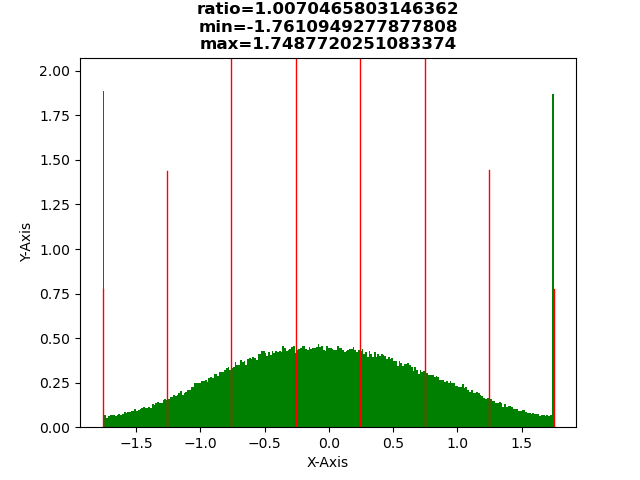 ratio=1.0070465803146362
min=-1.7610949277877808
max=1.7487720251083374
2.00
1.75
1.50
1.25
1.00
0.75
0.50
0.25
0.00
Y-Axis
−1.5 −1.0 −0.5 0.0 0.5 1.0 1.5
X-Axis